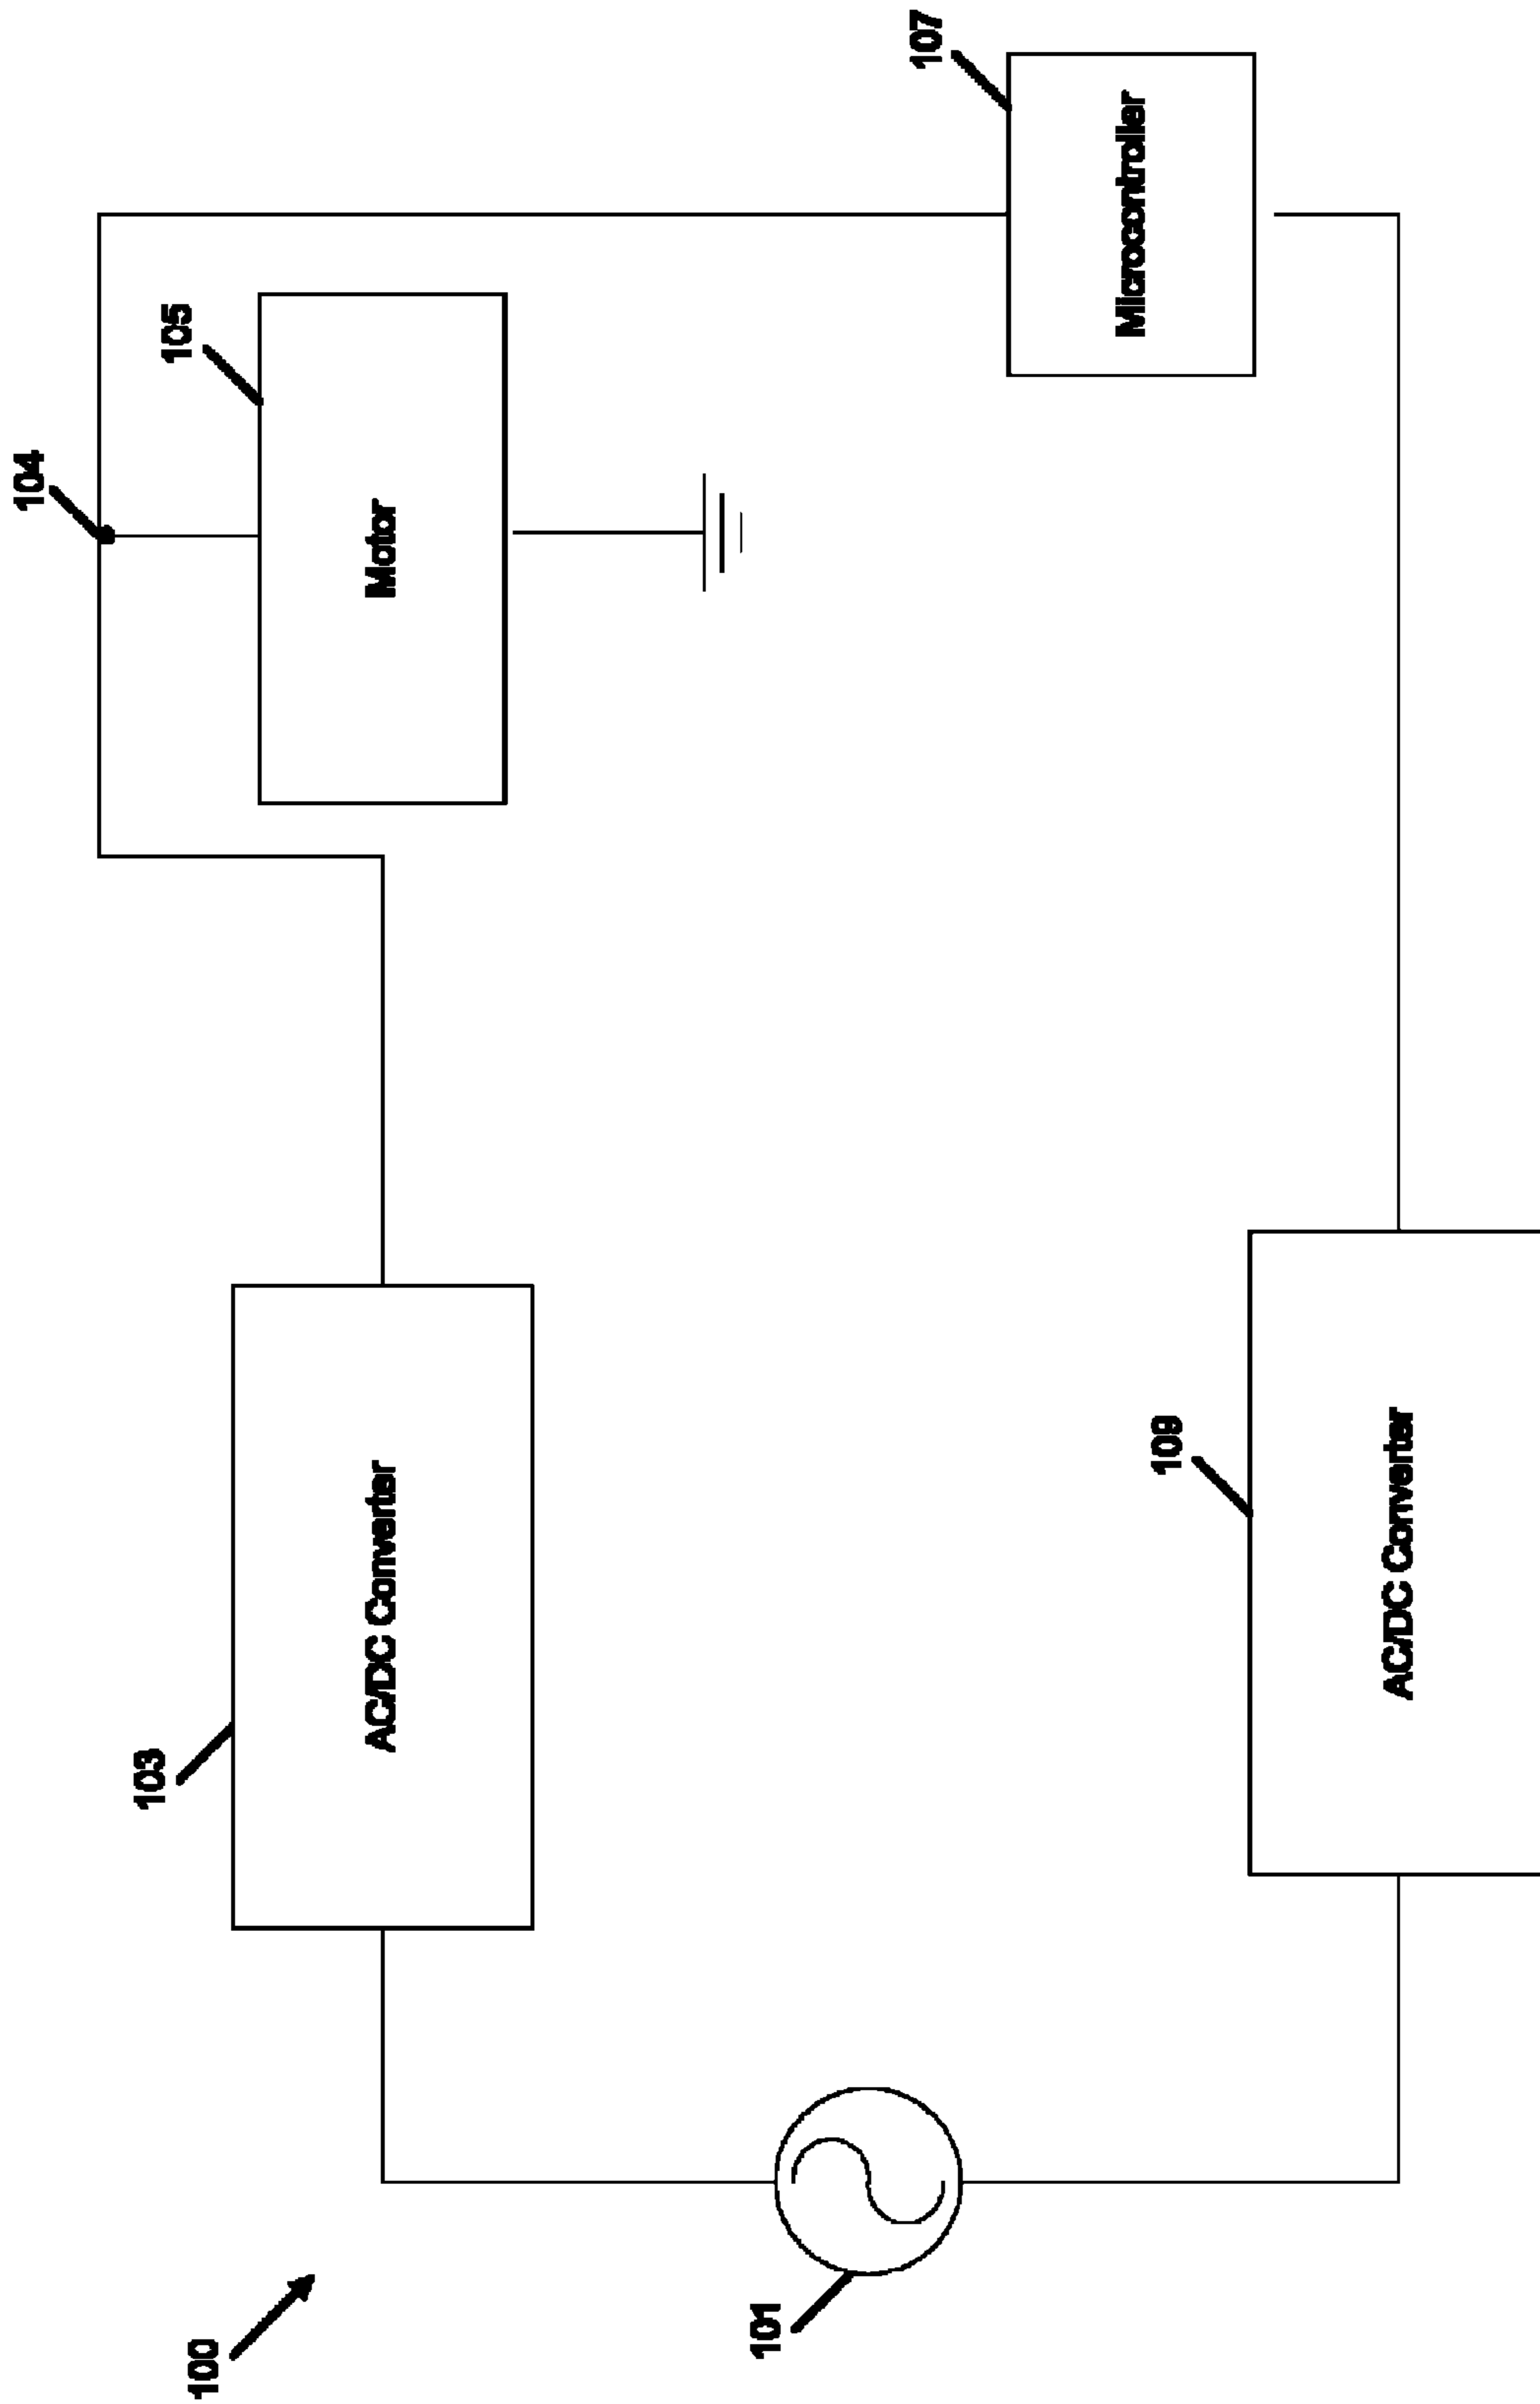 100
101
103
AC/DC Converter
104
105
Motor
107
Microcontroller
109
AC/DC Converter